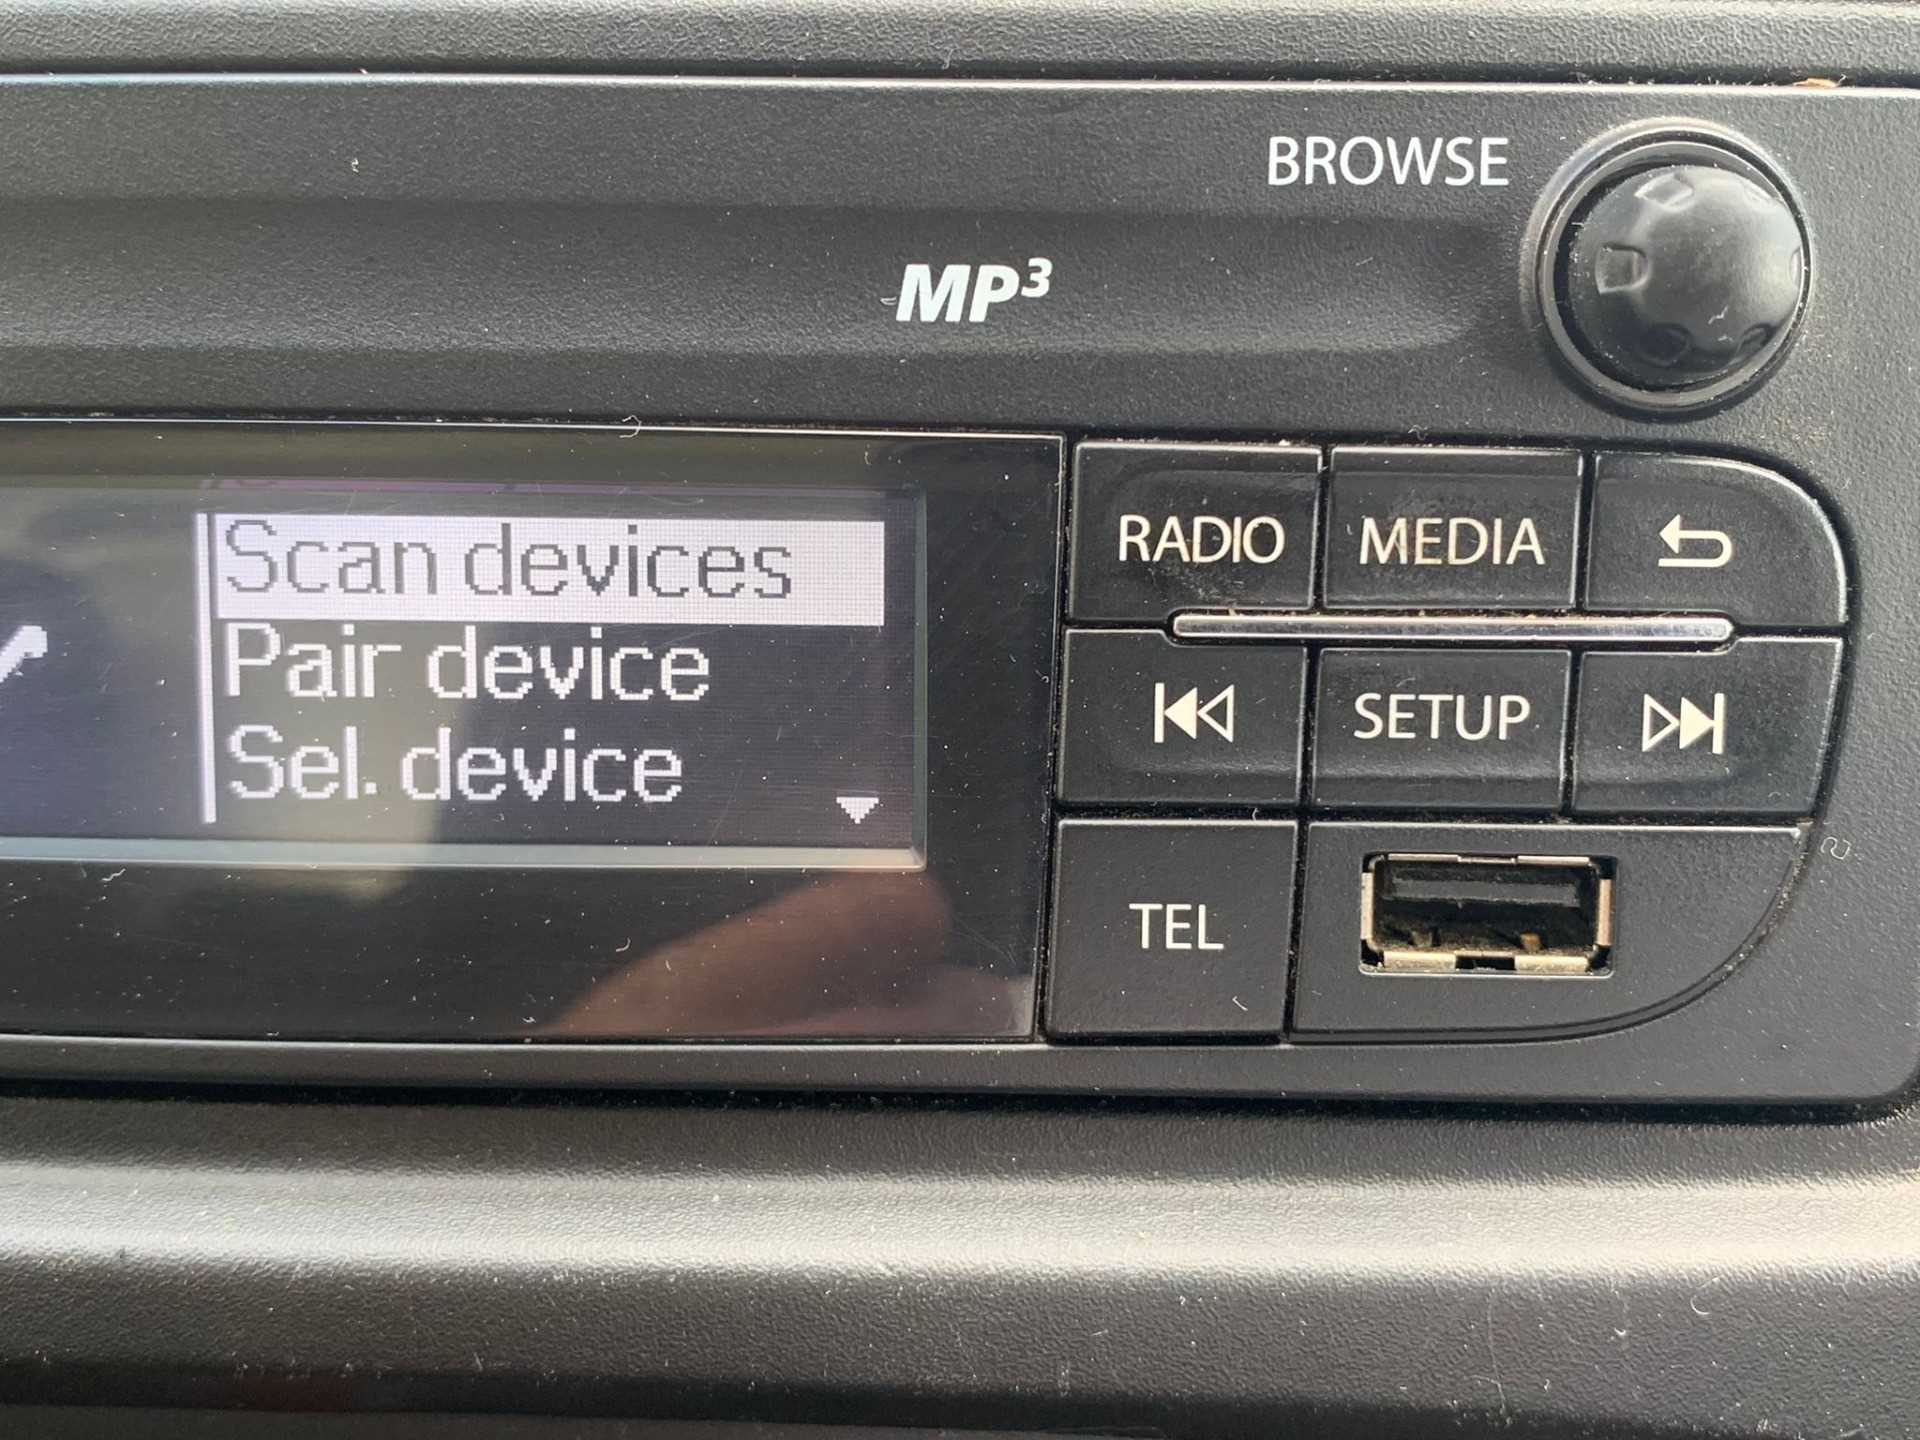 BROWSE
MP³
Scan devices
Pair device
Sel. device
RADIO MEDIA
SETUP
TEL